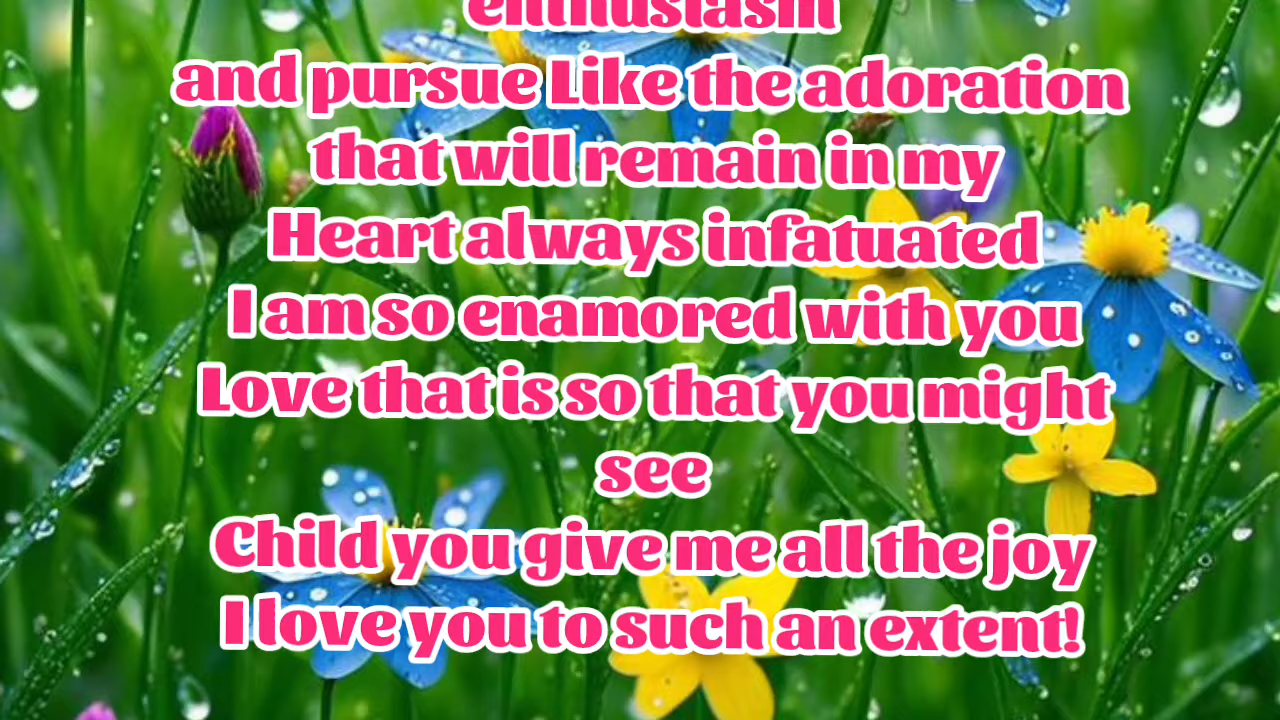 enthusiasm
and pursue Like the adoration
that will remain in my
Heart always infatuated
I am so enamored with you
Love that is so that you might
see
Child you give me all the joy
I love you to such an extent!